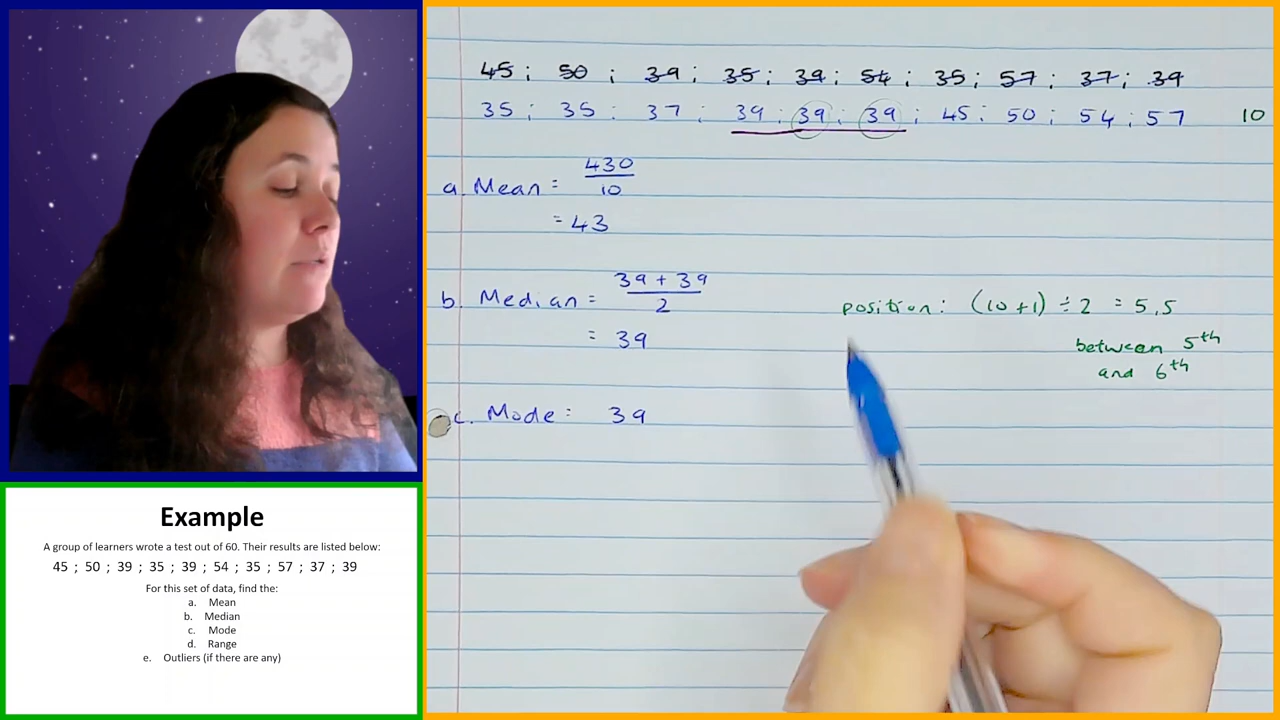 45 ; 50 ; 39 ; 35 ; 39 ; 54 ; 35 ; 57 ; 37 ; 39
35 ; 35 ; 37 ; 39 ; 39 ; 39 ; 45 ; 50 ; 54 ; 57 10
a. Mean = 430
10
= 43
b. Median = 39 + 39
2
= 39
position: (10 +1) ÷ 2 = 5,5
between 5th
and 6th
c. Mode = 39
Example
A group of learners wrote a test out of 60. Their results are listed below:
45 ; 50 ; 39 ; 35 ; 39 ; 54 ; 35 ; 57 ; 37 ; 39
For this set of data, find the:
a. Mean
b. Median
c. Mode
d. Range
e. Outliers (if there are any)